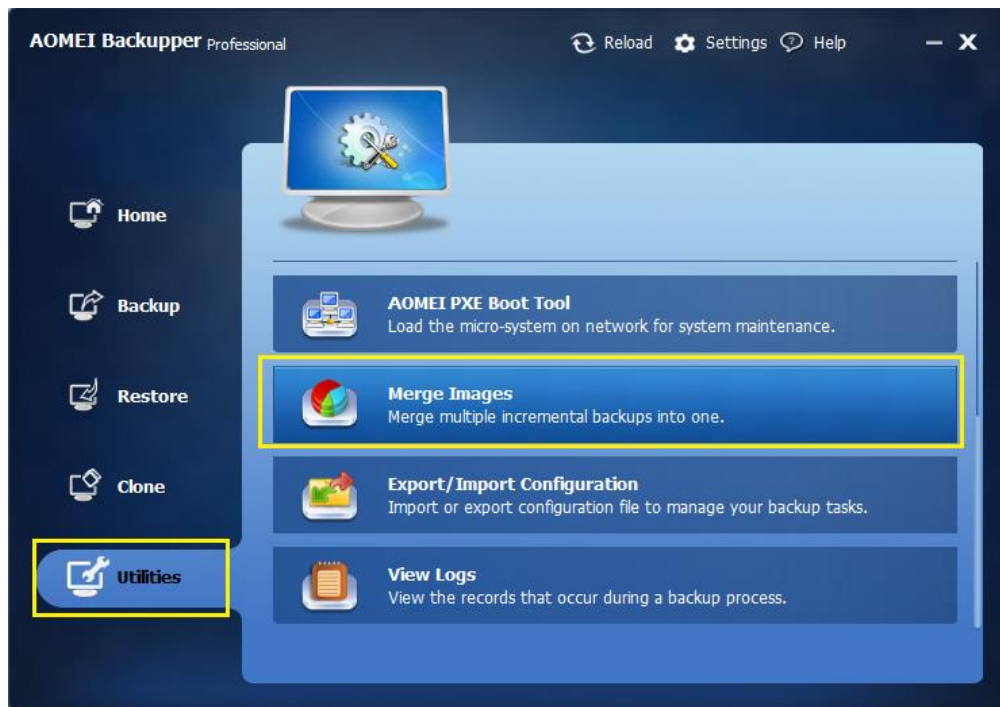 AOMEI Backupper Professional
Reload Settings Help
Home
Backup
Restore
Clone
Utilities
AOMEI PXE Boot Tool
Load the micro-system on network for system maintenance.
Merge Images
Merge multiple incremental backups into one.
Export/Import Configuration
Import or export configuration file to manage your backup tasks.
View Logs
View the records that occur during a backup process.